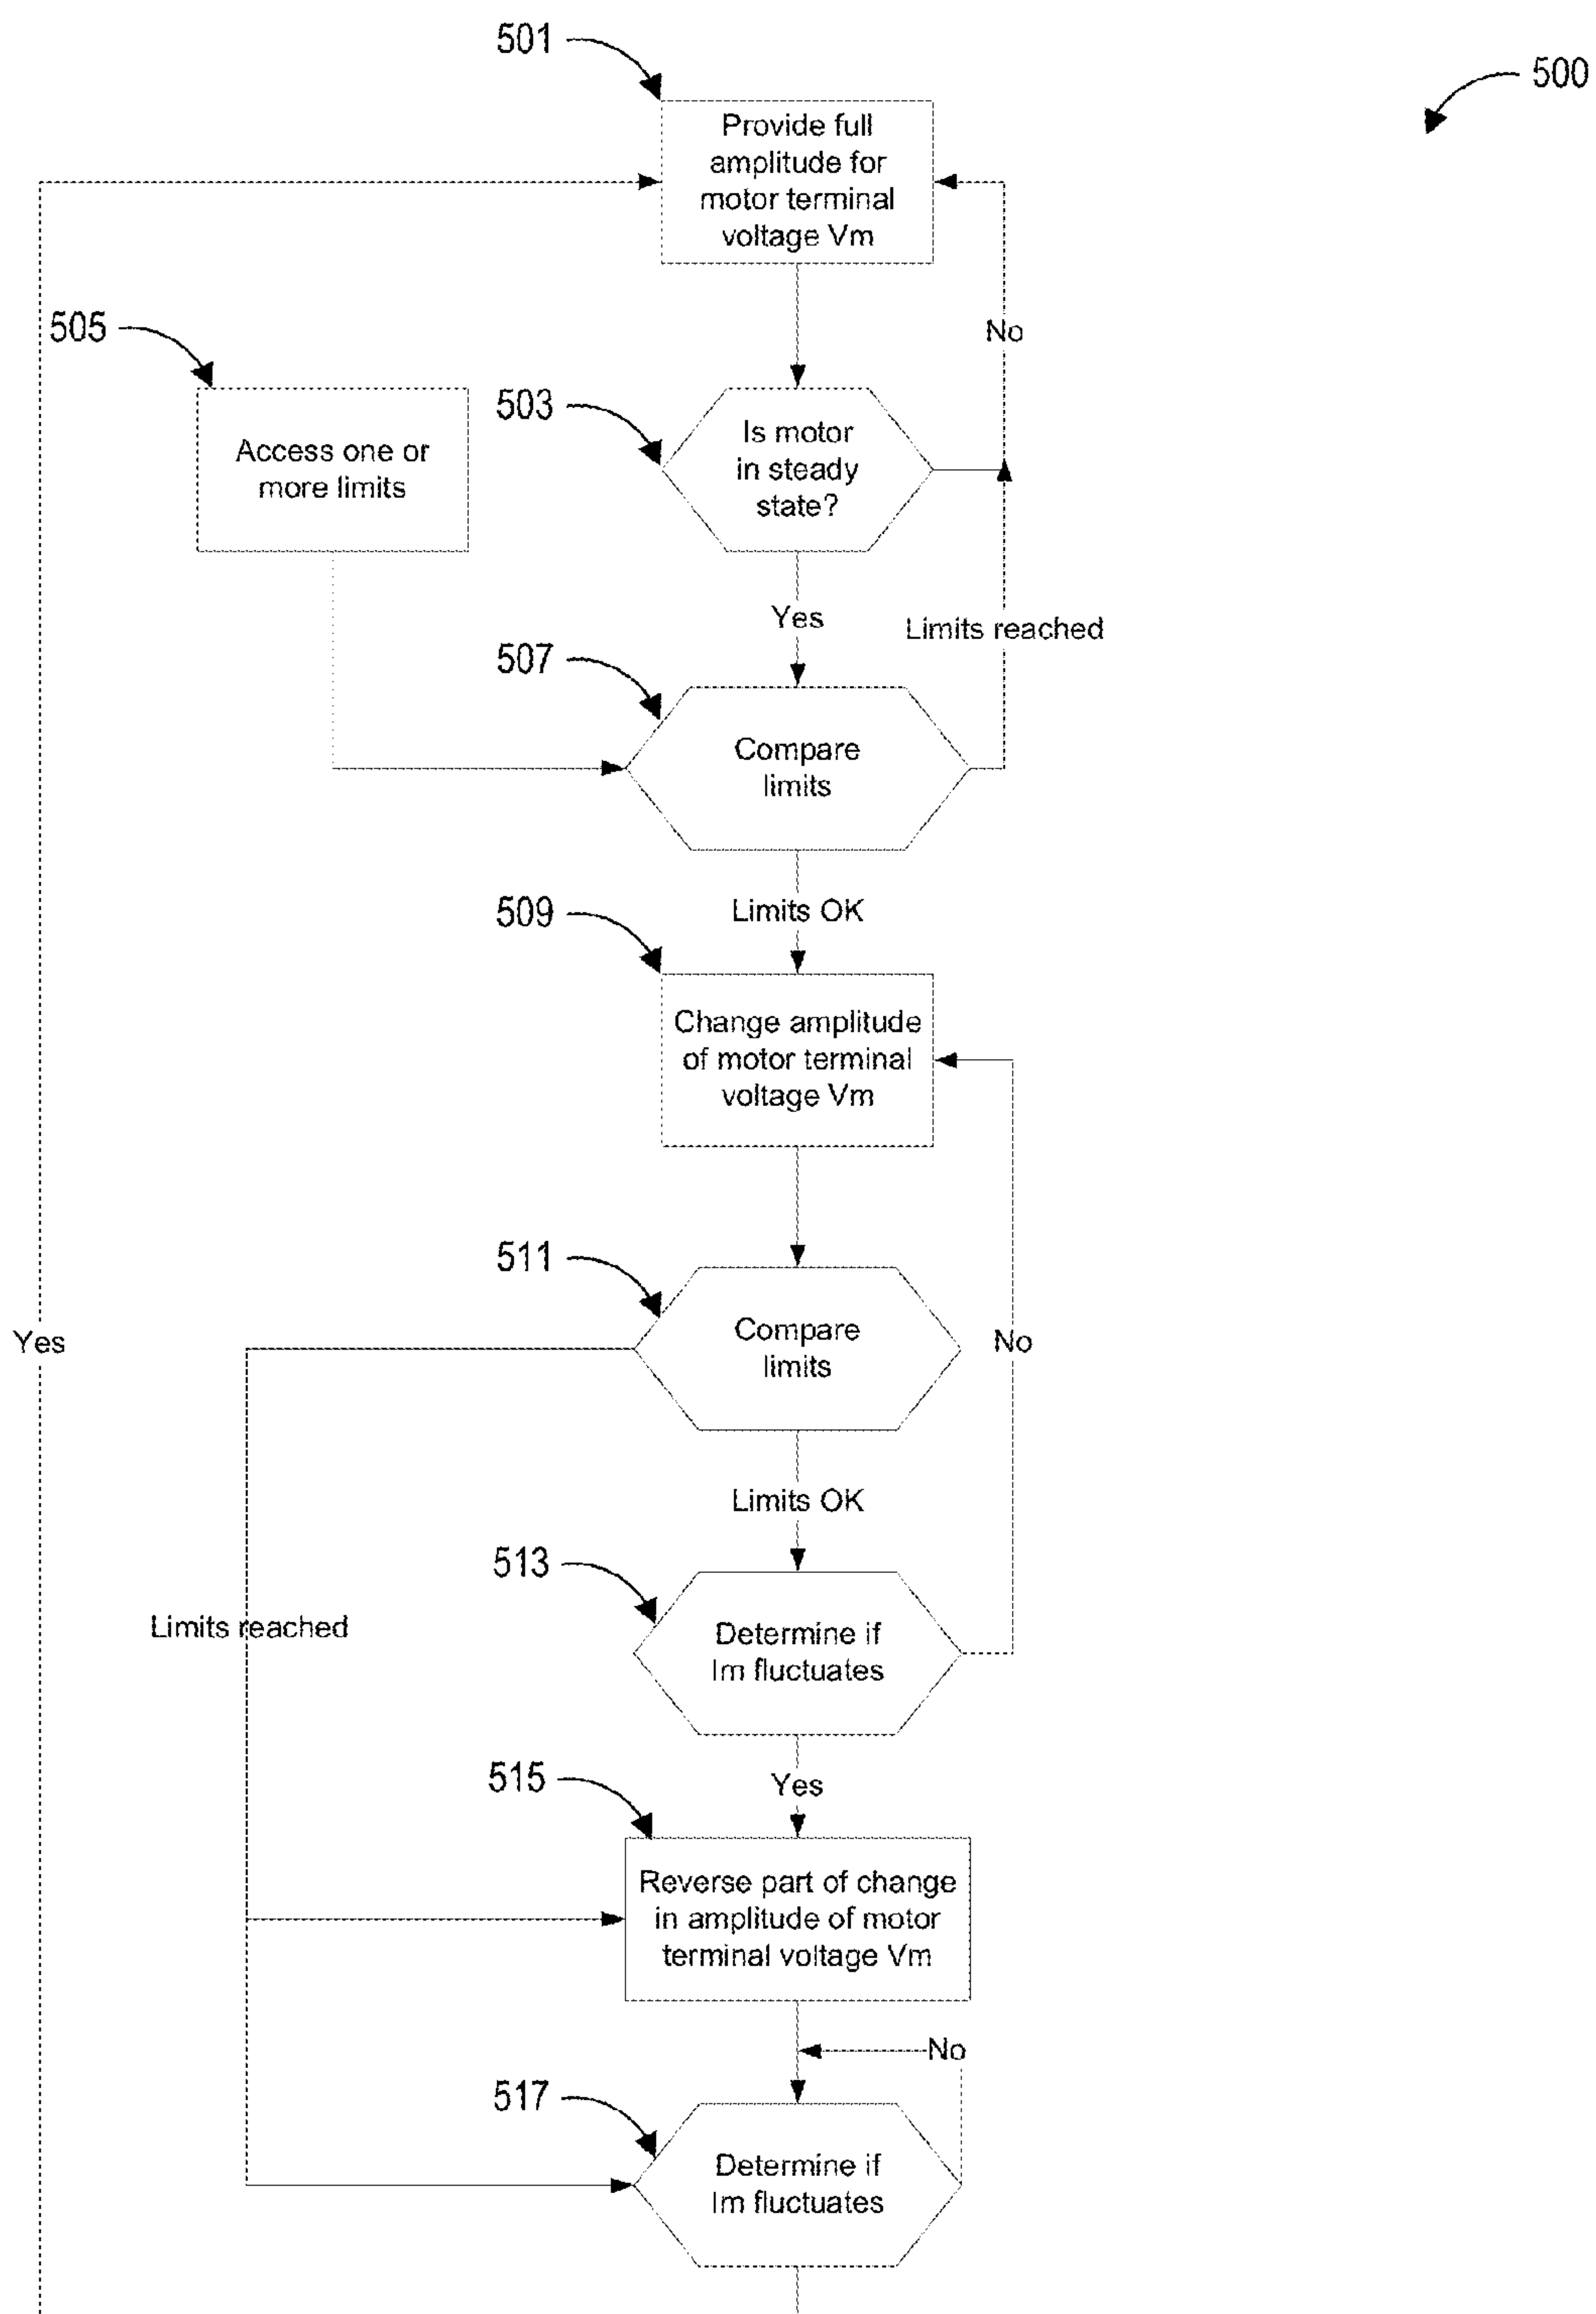 501
500
Provide full
amplitude for
motor terminal
voltage Vm
No
505
503
Access one or
more limits
Is motor
in steady
state?
Yes
Limits reached
507
Compare
limits
Limits OK
509
Change amplitude
of motor terminal
voltage Vm
511
Compare
limits
Yes
No
Limits OK
513
Limits reached
Determine if
Im fluctuates
515
Yes
Reverse part of change
in amplitude of motor
terminal voltage Vm
No
517
Determine if
Im fluctuates